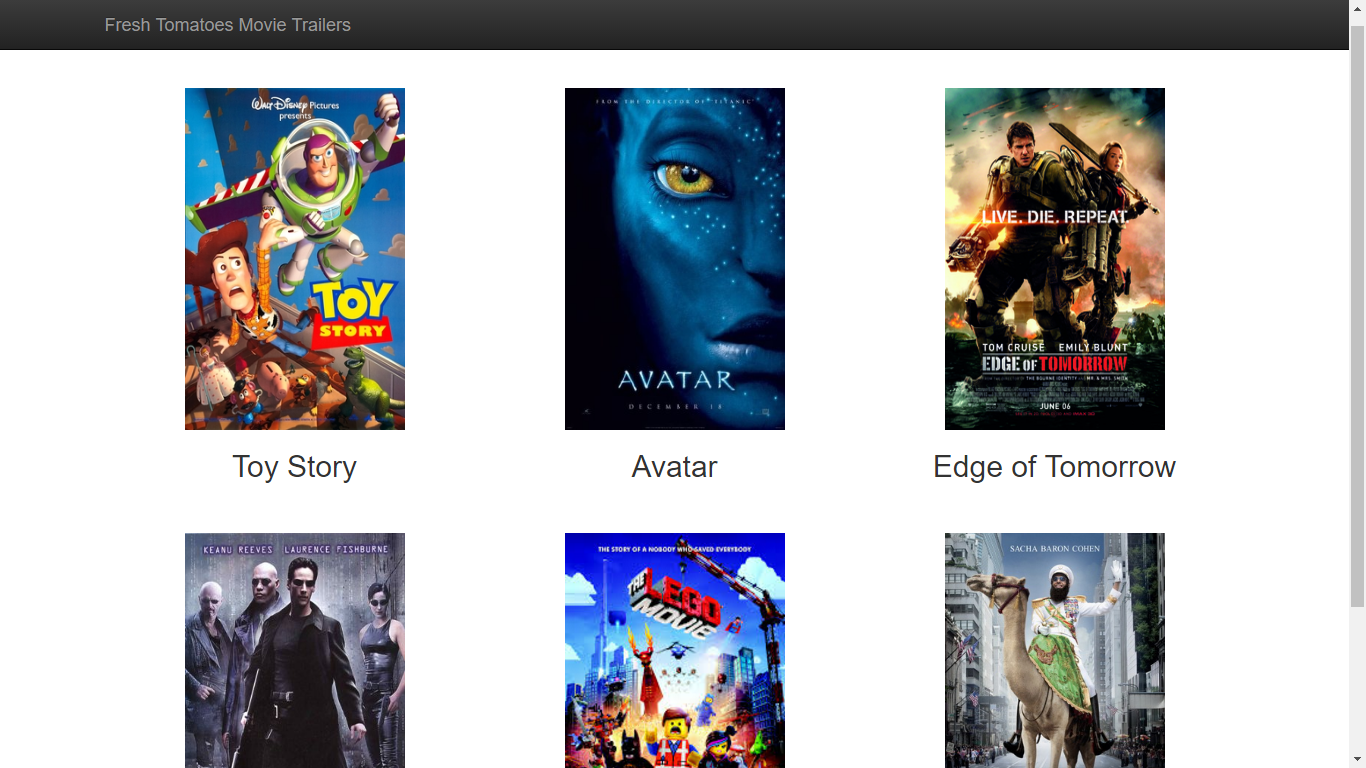 Fresh Tomatoes Movie Trailers
WALT DISNEY Pictures
presents
TOY
STORY
FROM THE DIRECTOR OF 'TITANIC'
AVATAR
DECEMBER 18
LIVE. DIE. REPEAT.
TOM CRUISE EMILY BLUNT
EDGE OF TOMORROW
JUNE 06
Toy Story
Avatar
Edge of Tomorrow
KEANU REEVES LAURENCE FISHBURNE
THE STORY OF A NOBODY WHO SAVED EVERYBODY
THE
LEGO
MOVIE
SACHA BARON COHEN